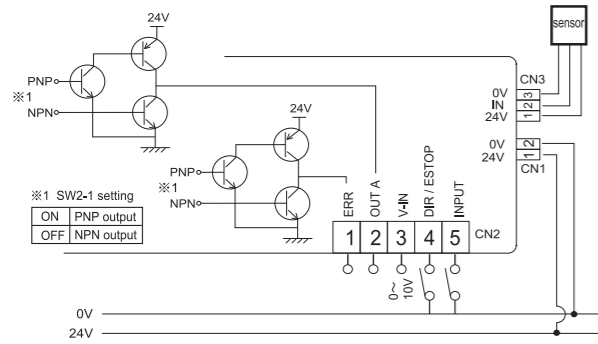 24V
PNP
※1
NPN
24V
PNP
※1
NPN
※1 SW2-1 setting
ON PNP output
OFF NPN output
sensor
CN3
0V 3
IN 2
24V 1
0V 2
24V 1
CN1
ERR
OUT A
V-IN
DIR / ESTOP
INPUT
1 2 3 4 5 CN2
0～
10V
0V
24V